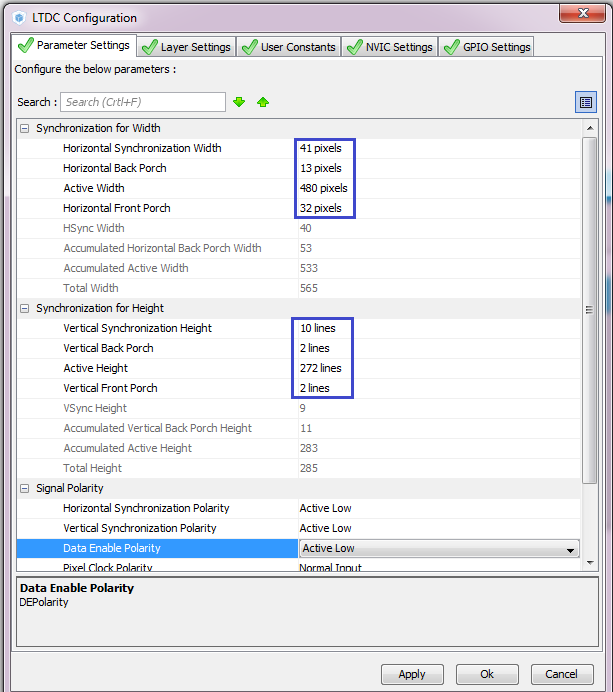 LTDC Configuration
Parameter Settings Layer Settings User Constants NVIC Settings GPIO Settings
Configure the below parameters :
Search : Search (Crtl+F)
Synchronization for Width
Horizontal Synchronization Width 41 pixels
Horizontal Back Porch 13 pixels
Active Width 480 pixels
Horizontal Front Porch 32 pixels
HSync Width 40
Accumulated Horizontal Back Porch Width 53
Accumulated Active Width 533
Total Width 565
Synchronization for Height
Vertical Synchronization Height 10 lines
Vertical Back Porch 2 lines
Active Height 272 lines
Vertical Front Porch 2 lines
VSync Height 9
Accumulated Vertical Back Porch Height 11
Accumulated Active Height 283
Total Height 285
Signal Polarity
Horizontal Synchronization Polarity Active Low
Vertical Synchronization Polarity Active Low
Data Enable Polarity Active Low
Pixel Clock Polarity Normal Input
Data Enable Polarity
DEPolarity
Apply Ok Cancel